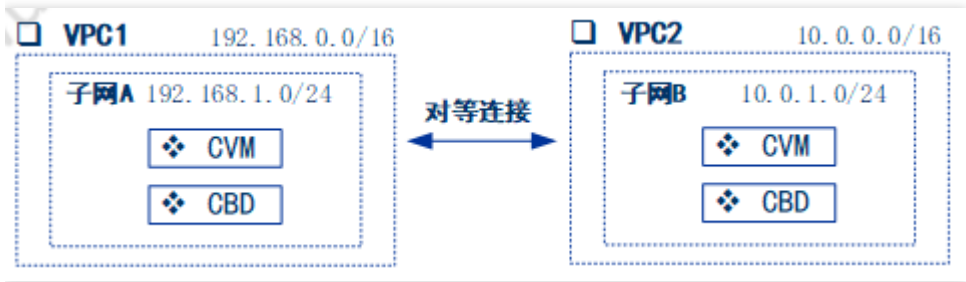 VPC1 192.168.0.0/16
子网A 192.168.1.0/24
CVM
CBD
对等连接
VPC2 10.0.0.0/16
子网B 10.0.1.0/24
CVM
CBD